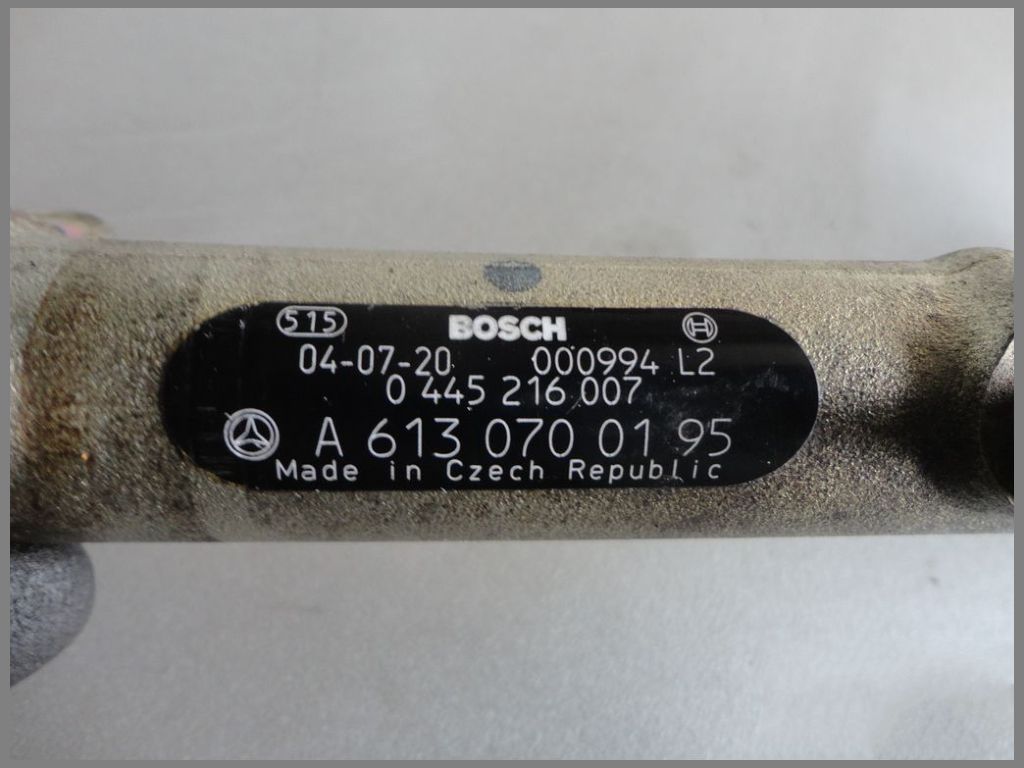 515 BOSCH
04-07-20 000994 L2
0 445 216 007
A 613 070 01 95
Made in Czech Republic